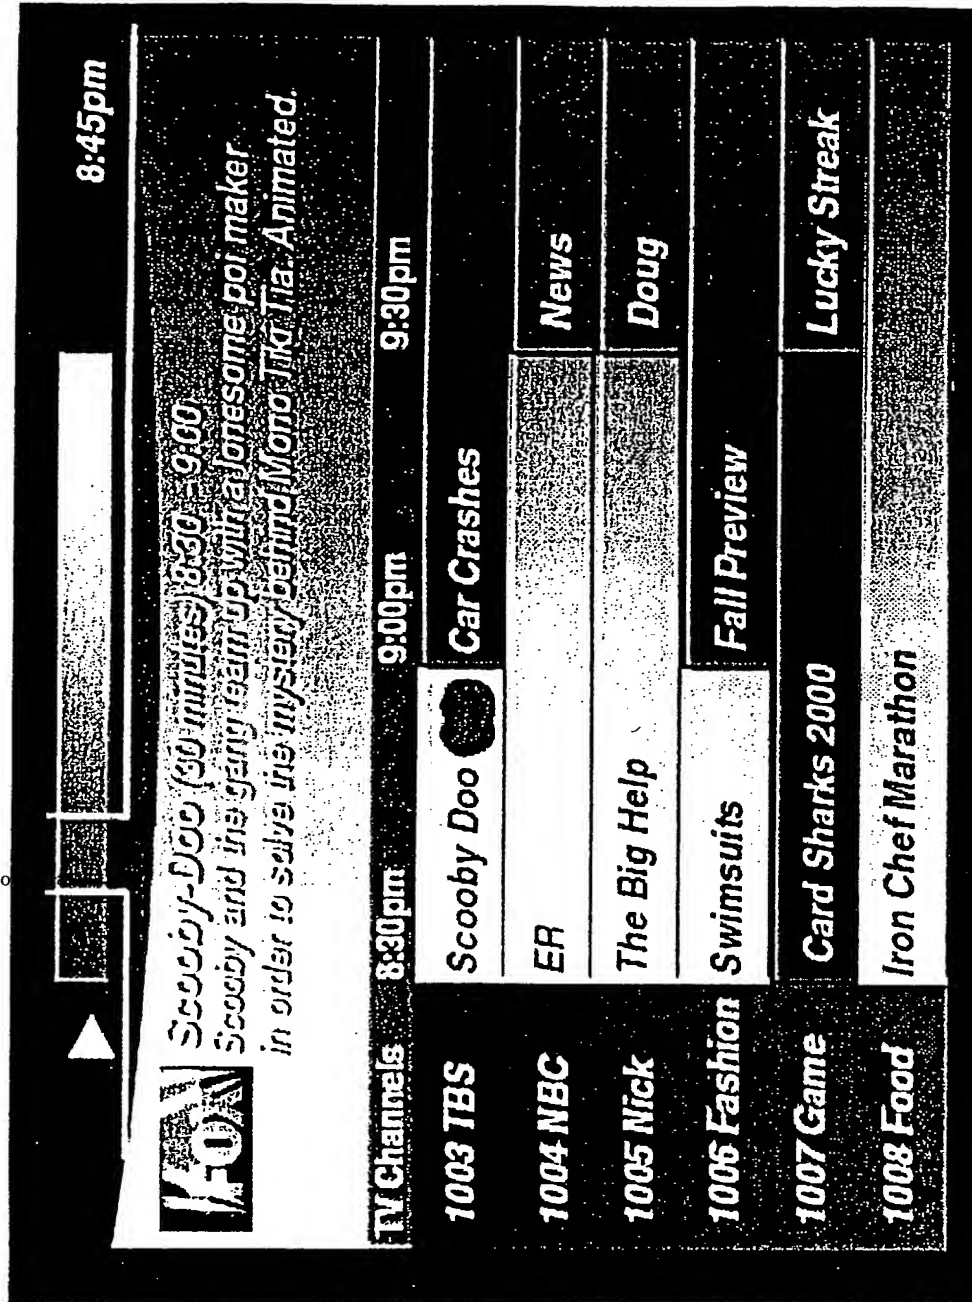 8:45pm
FOX
Scooby-Doo (30 minutes) 8:30 - 9:00
Scooby and the gang team up with a lonesome poi maker
in order to solve the mystery behind Mono Tiki Tia. Animated.
TV Channels 8:30pm 9:00pm 9:30pm
1003 TBS Scooby Doo Car Crashes
1004 NBC ER News
1005 Nick The Big Help Doug
1006 Fashion Swimsuits Fall Preview
1007 Game Card Sharks 2000 Lucky Streak
1008 Food Iron Chef Marathon